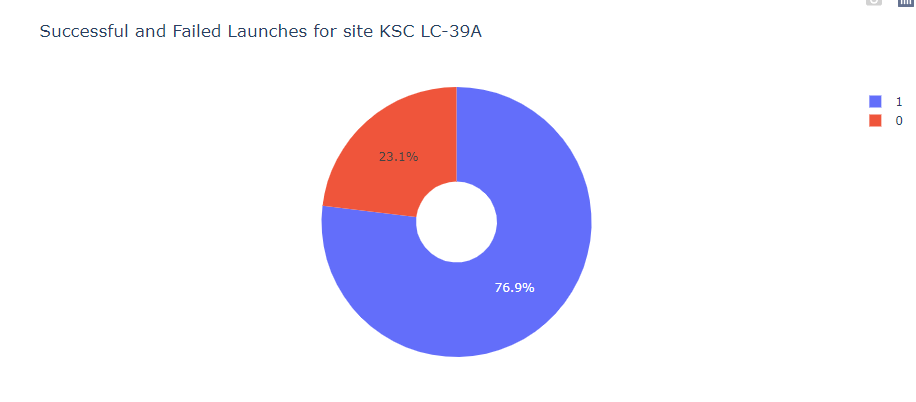 Successful and Failed Launches for site KSC LC-39A
1
0
23.1%
76.9%